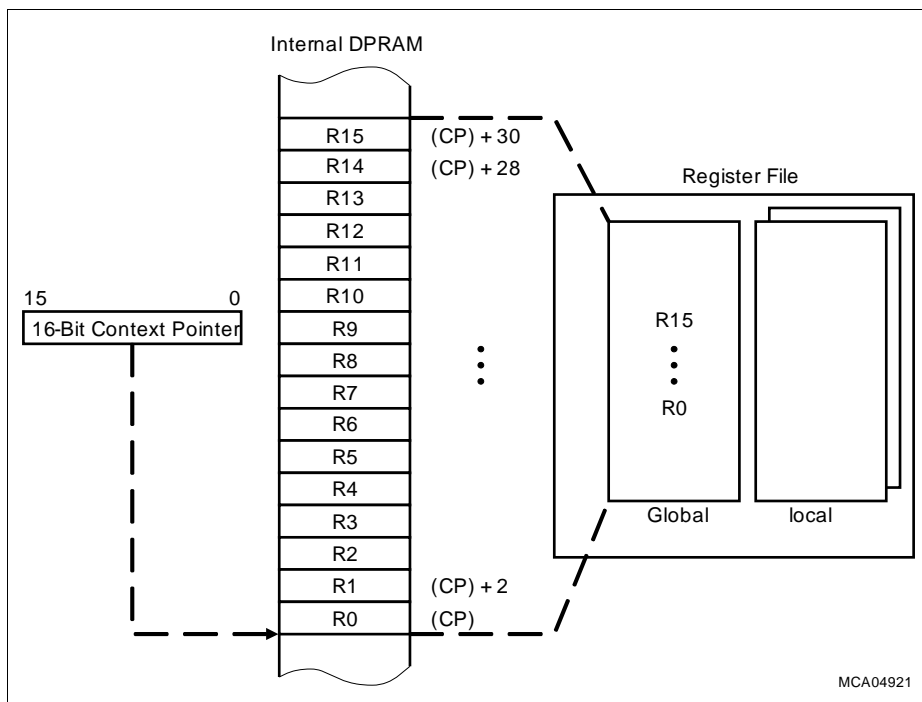 Internal DPRAM
R15
(CP) + 30
R14
(CP) + 28
R13
R12
R11
R10
R9
R8
R7
R6
R5
R4
R3
R2
R1
(CP) + 2
R0
(CP)
15
0
16-Bit Context Pointer
Register File
R15
R0
Global
local
MCA04921